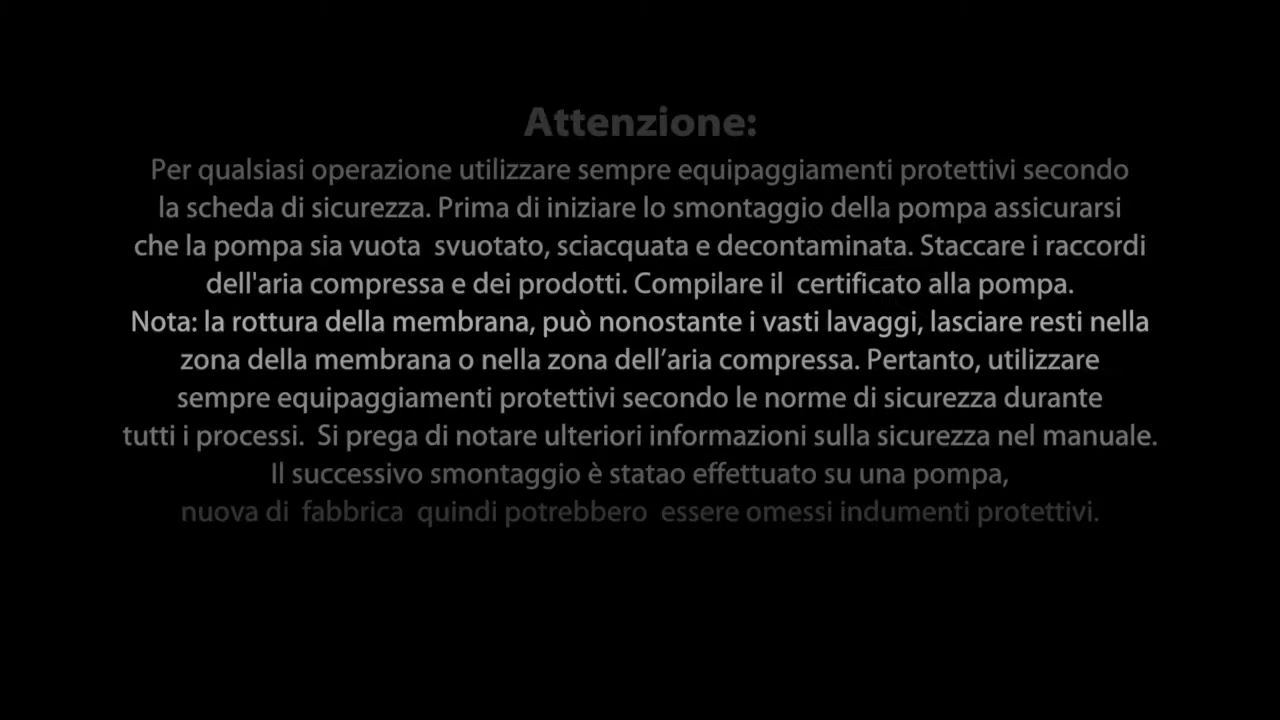 Attenzione:
Per qualsiasi operazione utilizzare sempre equipaggiamenti protettivi secondo
la scheda di sicurezza. Prima di iniziare lo smontaggio della pompa assicurarsi
che la pompa sia vuota  svuotato, sciacquata e decontaminata. Staccare i raccordi
dell'aria compressa e dei prodotti. Compilare il  certificato alla pompa.
Nota: la rottura della membrana, può nonostante i vasti lavaggi, lasciare resti nella
zona della membrana o nella zona dell’aria compressa. Pertanto, utilizzare
sempre equipaggiamenti protettivi secondo le norme di sicurezza durante
tutti i processi.  Si prega di notare ulteriori informazioni sulla sicurezza nel manuale.
Il successivo smontaggio è statao effettuato su una pompa,
nuova di  fabbrica  quindi potrebbero  essere omessi indumenti protettivi.